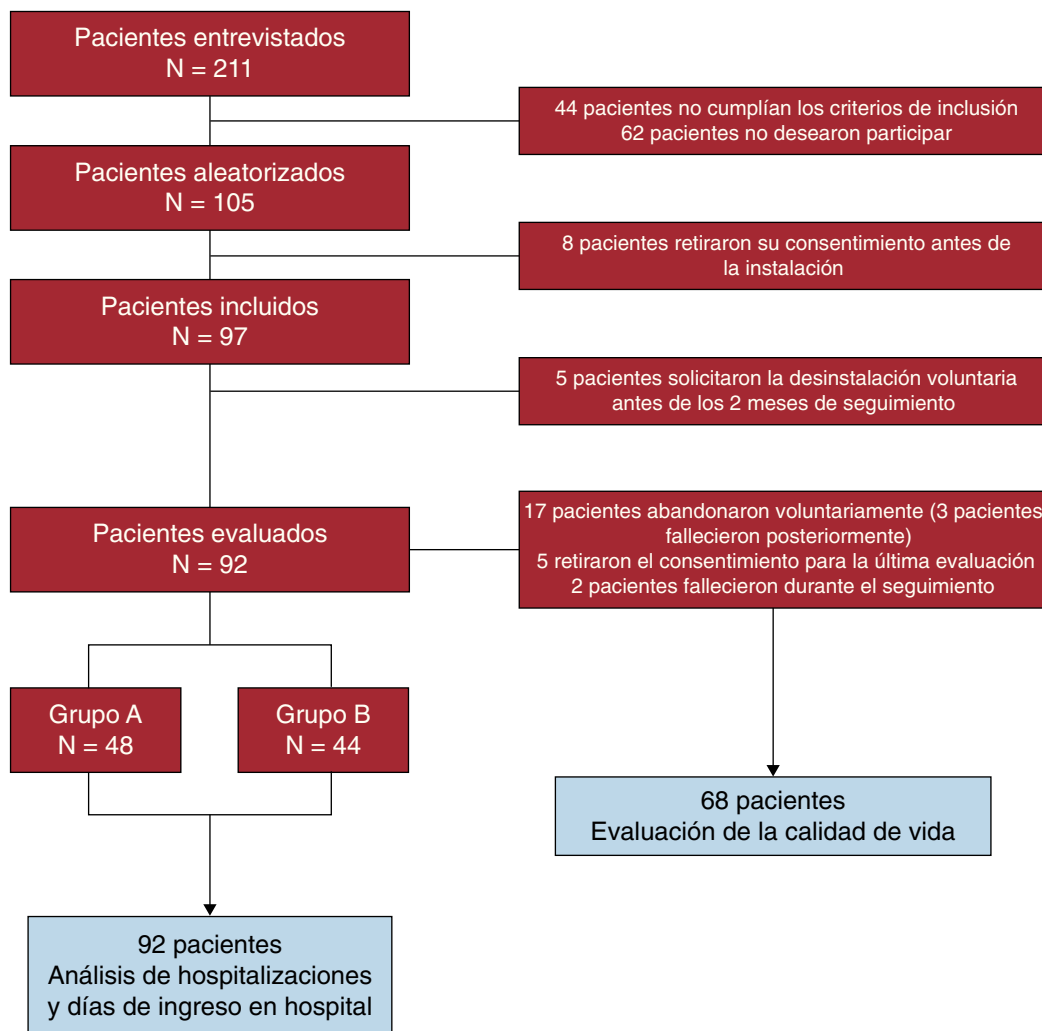 Pacientes entrevistados
N = 211
44 pacientes no cumplían los criterios de inclusión
62 pacientes no desearon participar
Pacientes aleatorizados
N = 105
8 pacientes retiraron su consentimiento antes de
la instalación
Pacientes incluidos
N = 97
5 pacientes solicitaron la desinstalación voluntaria
antes de los 2 meses de seguimiento
Pacientes evaluados
N = 92
17 pacientes abandonaron voluntariamente (3 pacientes
fallecieron posteriormente)
5 retiraron el consentimiento para la última evaluación
2 pacientes fallecieron durante el seguimiento
Grupo A
N = 48
Grupo B
N = 44
68 pacientes
Evaluación de la calidad de vida
92 pacientes
Análisis de hospitalizaciones
y días de ingreso en hospital